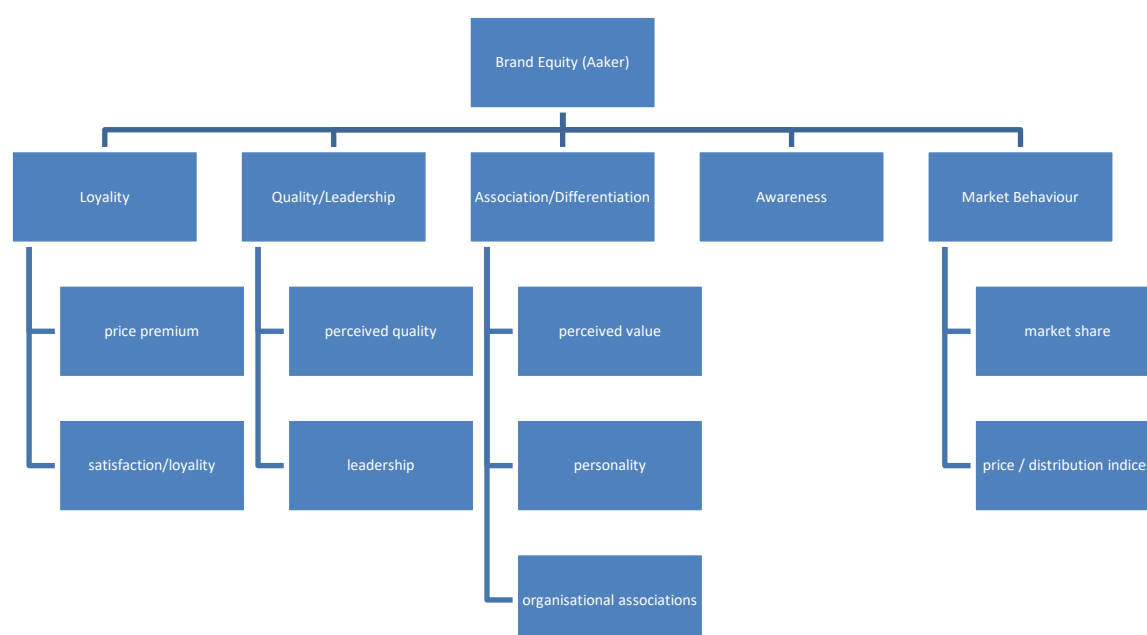 Brand Equity (Aaker)
Loyality
Quality/Leadership
Association/Differentiation
Awareness
Market Behaviour
price premium
perceived quality
perceived value
market share
satisfaction/loyality
leadership
personality
price / distribution indices
organisational associations